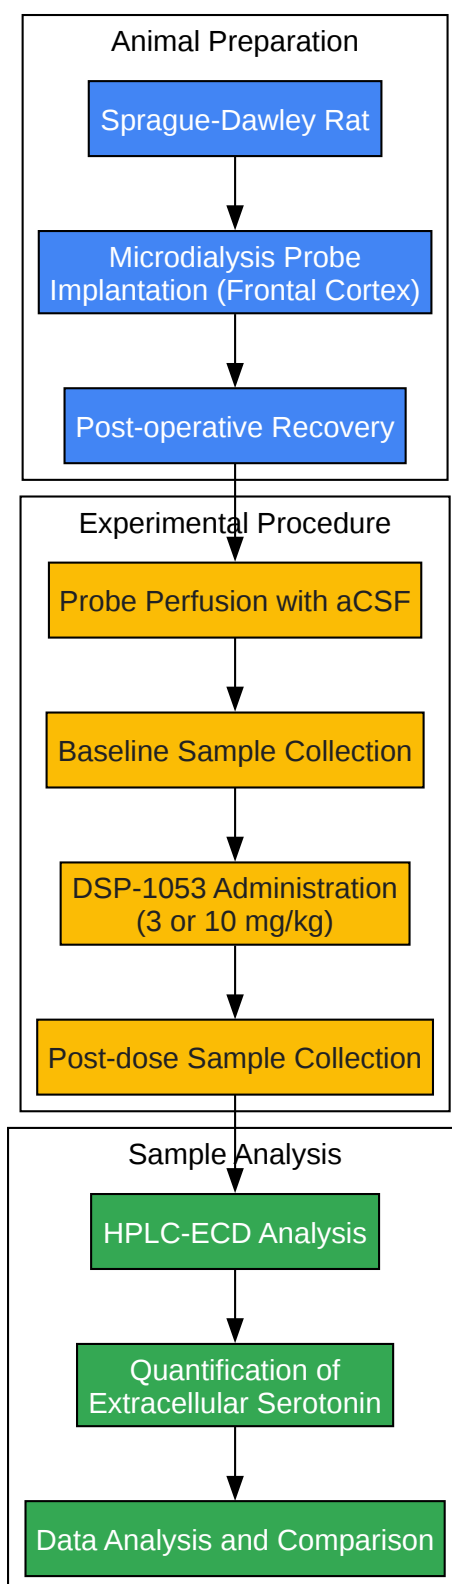 Animal Preparation
Sprague-Dawley Rat
Microdialysis Probe
Implantation (Frontal Cortex)
Post-operative Recovery
Experimental Procedure
Probe Perfusion with aCSF
Baseline Sample Collection
DSP-1053 Administration
(3 or 10 mg/kg)
Post-dose Sample Collection
Sample Analysis
HPLC-ECD Analysis
Quantification of
Extracellular Serotonin
Data Analysis and Comparison